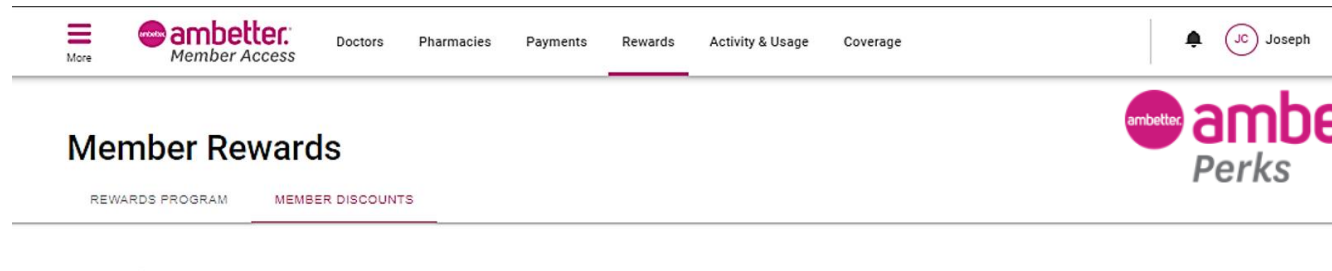 More
ambetter ambetter.
Member Access
Doctors Pharmacies Payments Rewards Activity & Usage Coverage
JC Joseph
Member Rewards
ambetter. ambe
Perks
REWARDS PROGRAM MEMBER DISCOUNTS